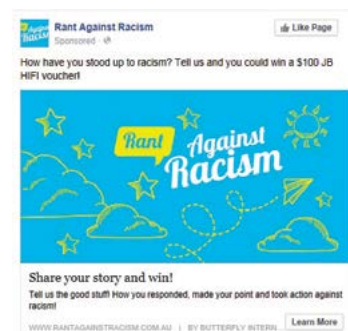 Rant Against Racism
Sponsored ·
Like Page
How have you stood up to racism? Tell us and you could win a $100 JB
HIFI voucher!
Rant Against
Racism
Share your story and win!
Tell us the good stuff! How you responded, made your point and took action against
racism!
WWW.RANTAGAINSTRACISM.COM.AU | BY BUTTERFLY INTERN...
Learn More